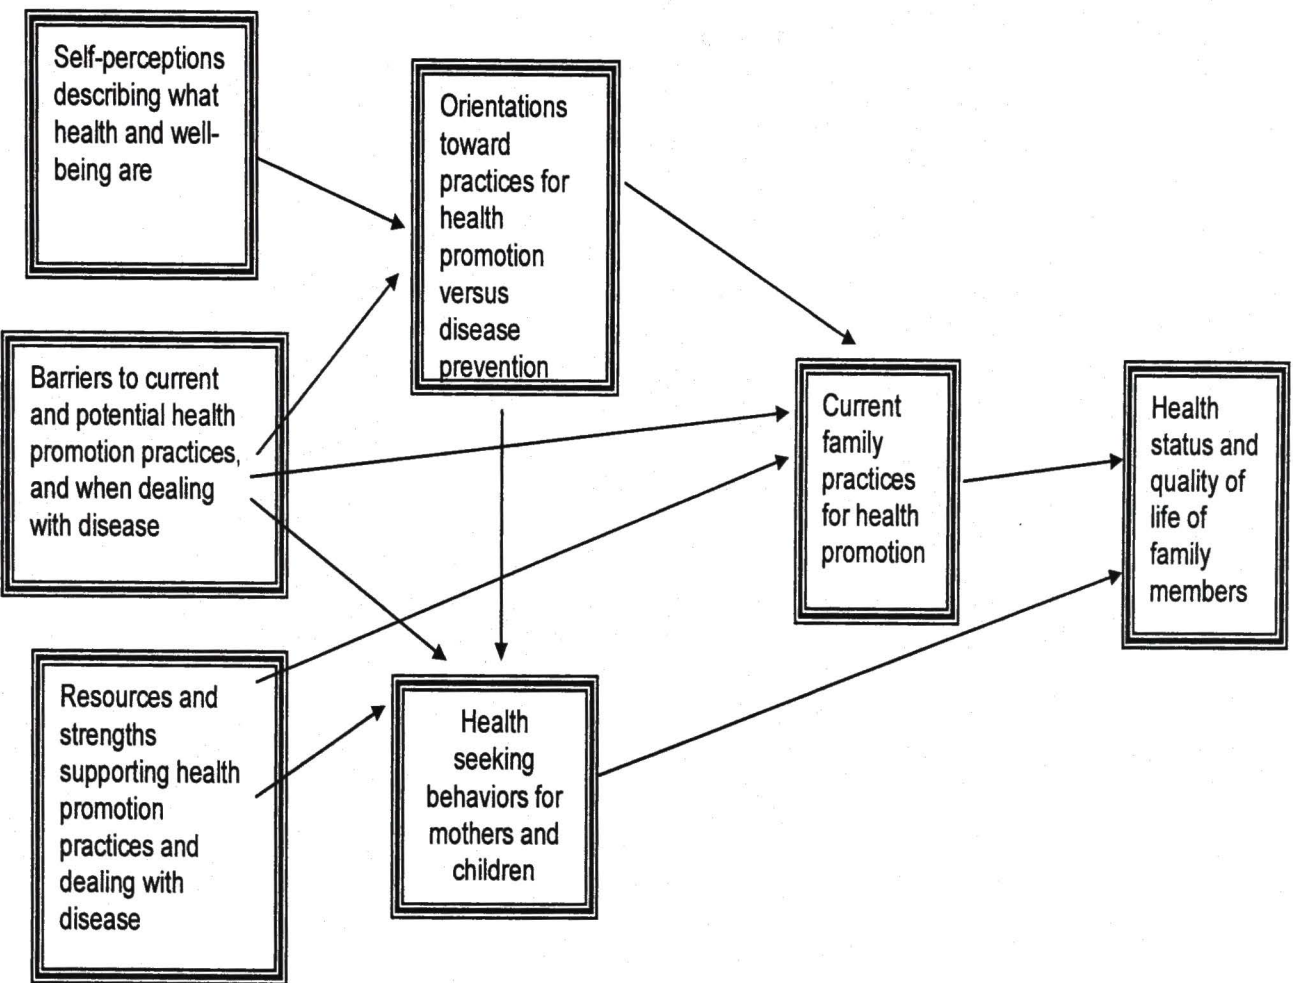 Self-perceptions
describing what
health and well-
being are
Orientations
toward
practices for
health
promotion
versus
disease
prevention
Barriers to current
and potential health
promotion practices,
and when dealing
with disease
Current
family
practices
for health
promotion
Health
status and
quality of
life of
family
members
Resources and
strengths
supporting health
promotion
practices and
dealing with
disease
Health
seeking
behaviors for
mothers and
children